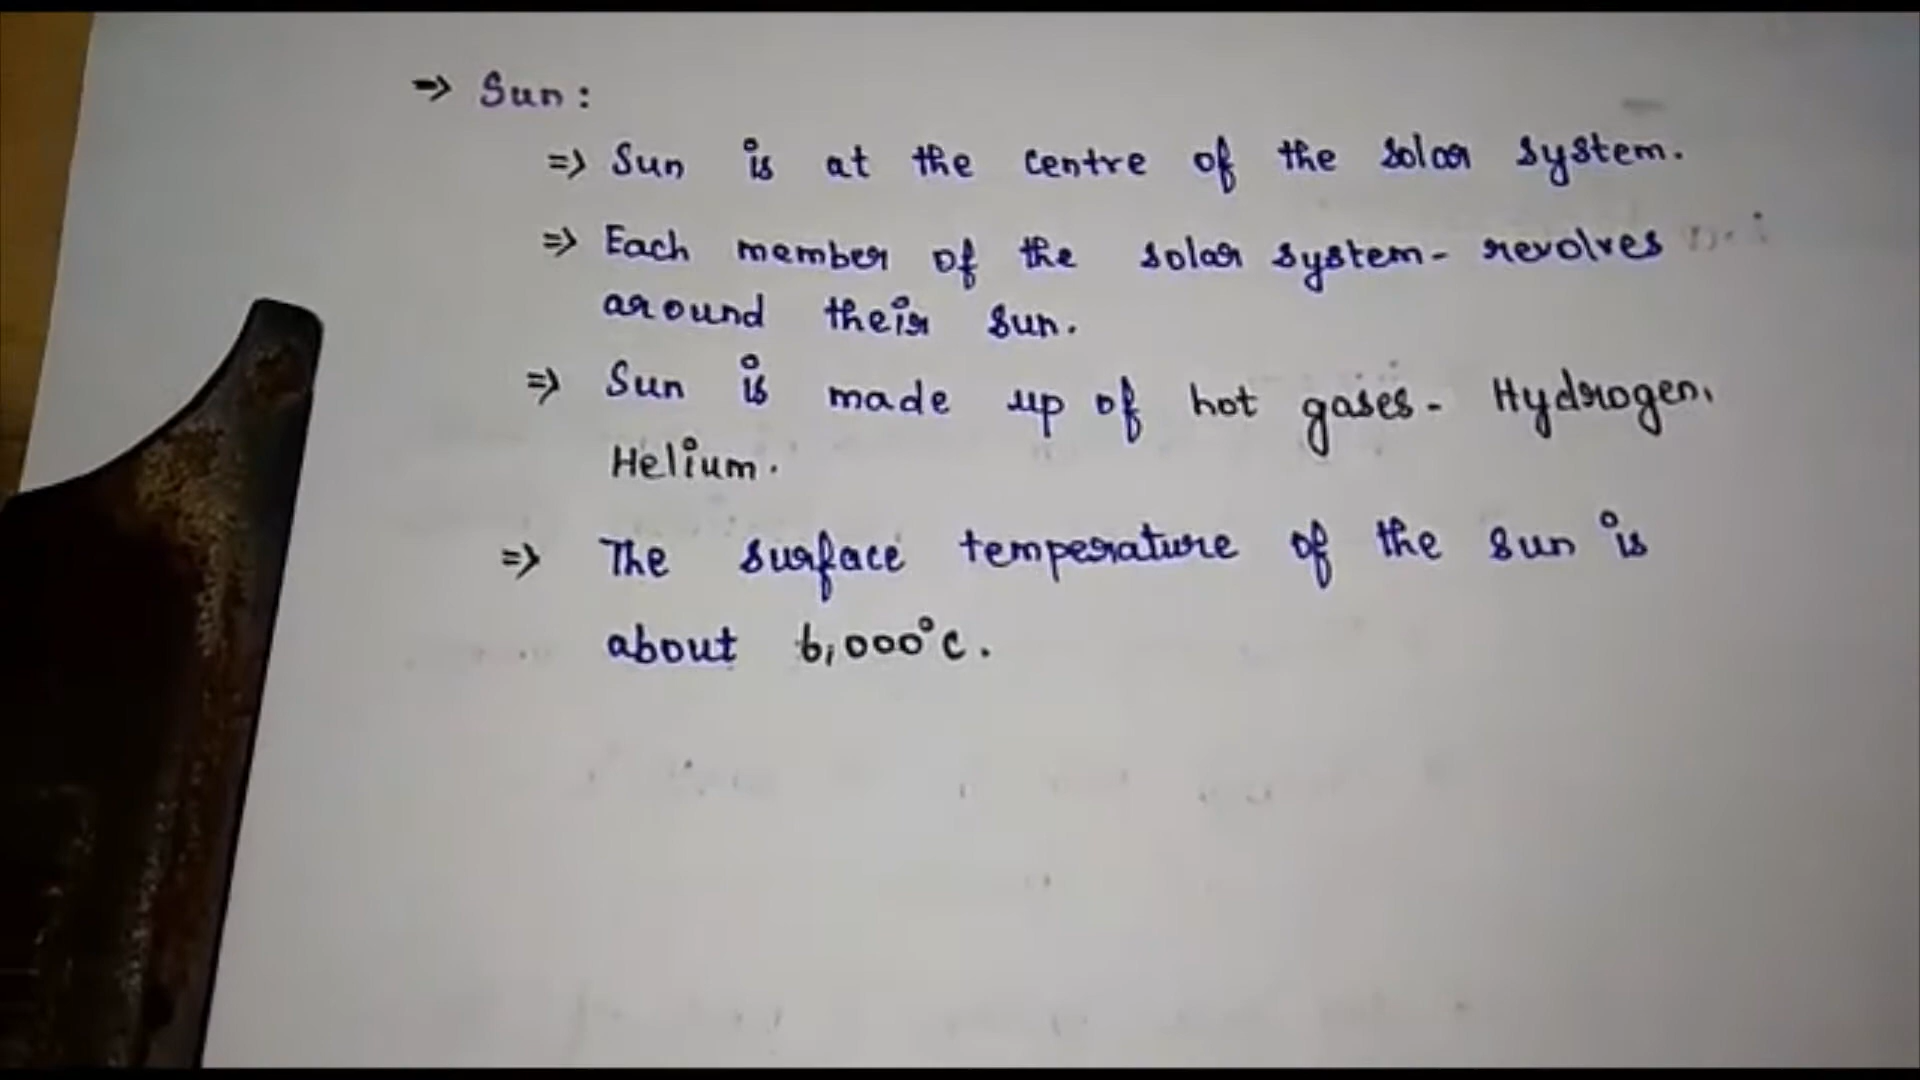 ⇒ Sun:
⇒ Sun is at the centre of the solar system.
⇒ Each member of the solar system - revolves
around their sun.
⇒ Sun is made up of hot gases - Hydrogen,
Helium.
⇒ The surface temperature of the sun is
about 6,000°c.